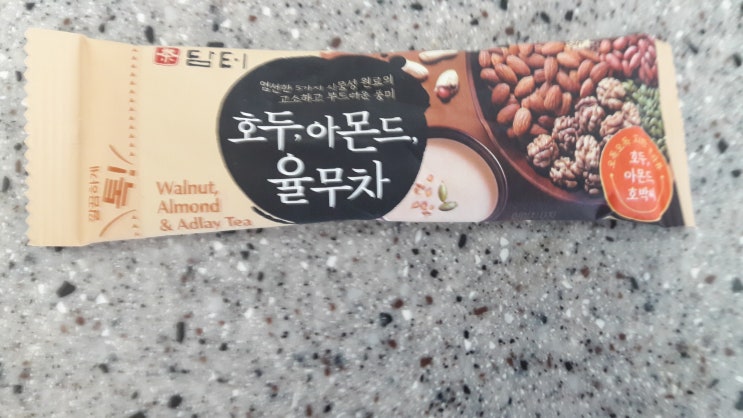 담터
엄선한 5가지 식물성 원료의
고소하고 부드러운 풍미
호두, 아몬드,
율무차
Walnut,
Almond
& Adlay Tea
호두,
아몬드
호박씨